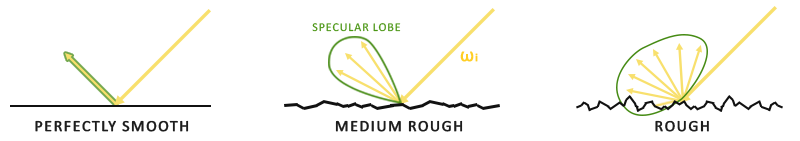 SPECULAR LOBE
ωi
PERFECTLY SMOOTH
MEDIUM ROUGH
ROUGH